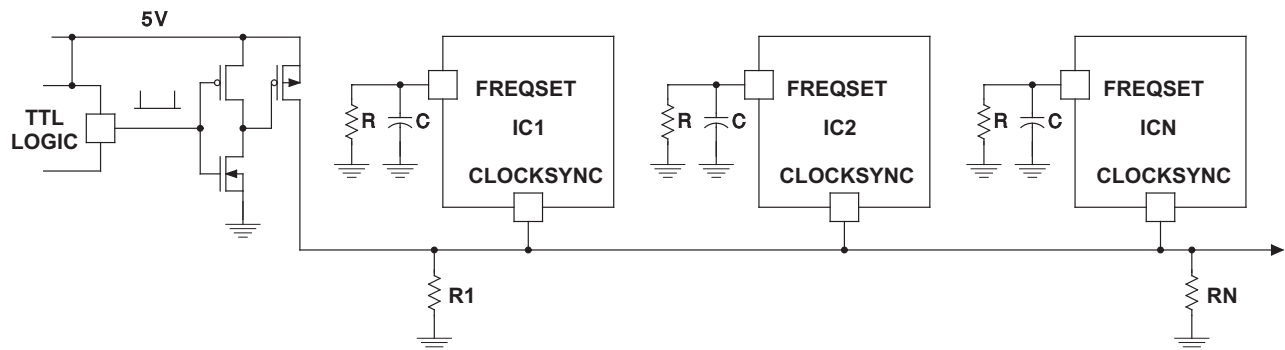 5V
TTL
LOGIC
R
C
FREQSET
IC1
CLOCKSYNC
R
C
FREQSET
IC2
CLOCKSYNC
R
C
FREQSET
ICN
CLOCKSYNC
R1
RN